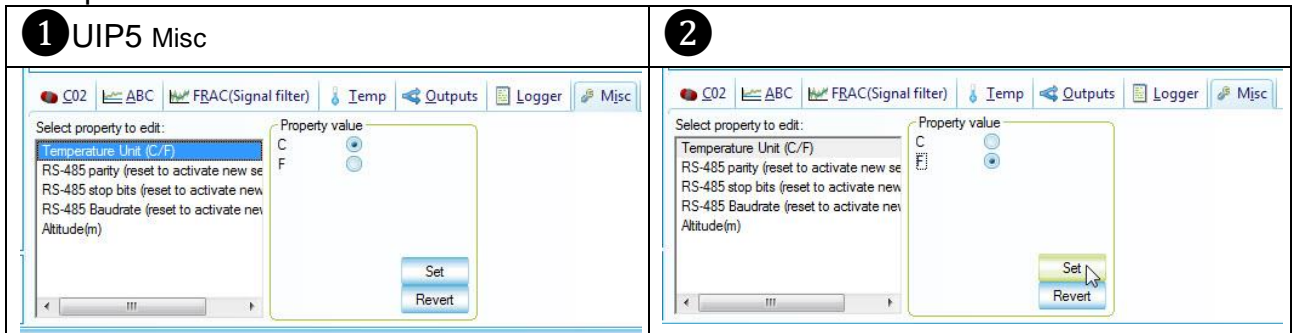 ❶UIP5 Misc
C02 ABC FRAC(Signal filter) Temp Outputs Logger Misc
Select property to edit:
Temperature Unit (C/F)
RS-485 parity (reset to activate new se
RS-485 stop bits (reset to activate new
RS-485 Baudrate (reset to activate nev
Altitude(m)
Property value
C
F
Set
Revert
❷
C02 ABC FRAC(Signal filter) Temp Outputs Logger Misc
Select property to edit:
Temperature Unit (C/F)
RS-485 parity (reset to activate new se
RS-485 stop bits (reset to activate new
RS-485 Baudrate (reset to activate nev
Altitude(m)
Property value
C
F
Set
Revert